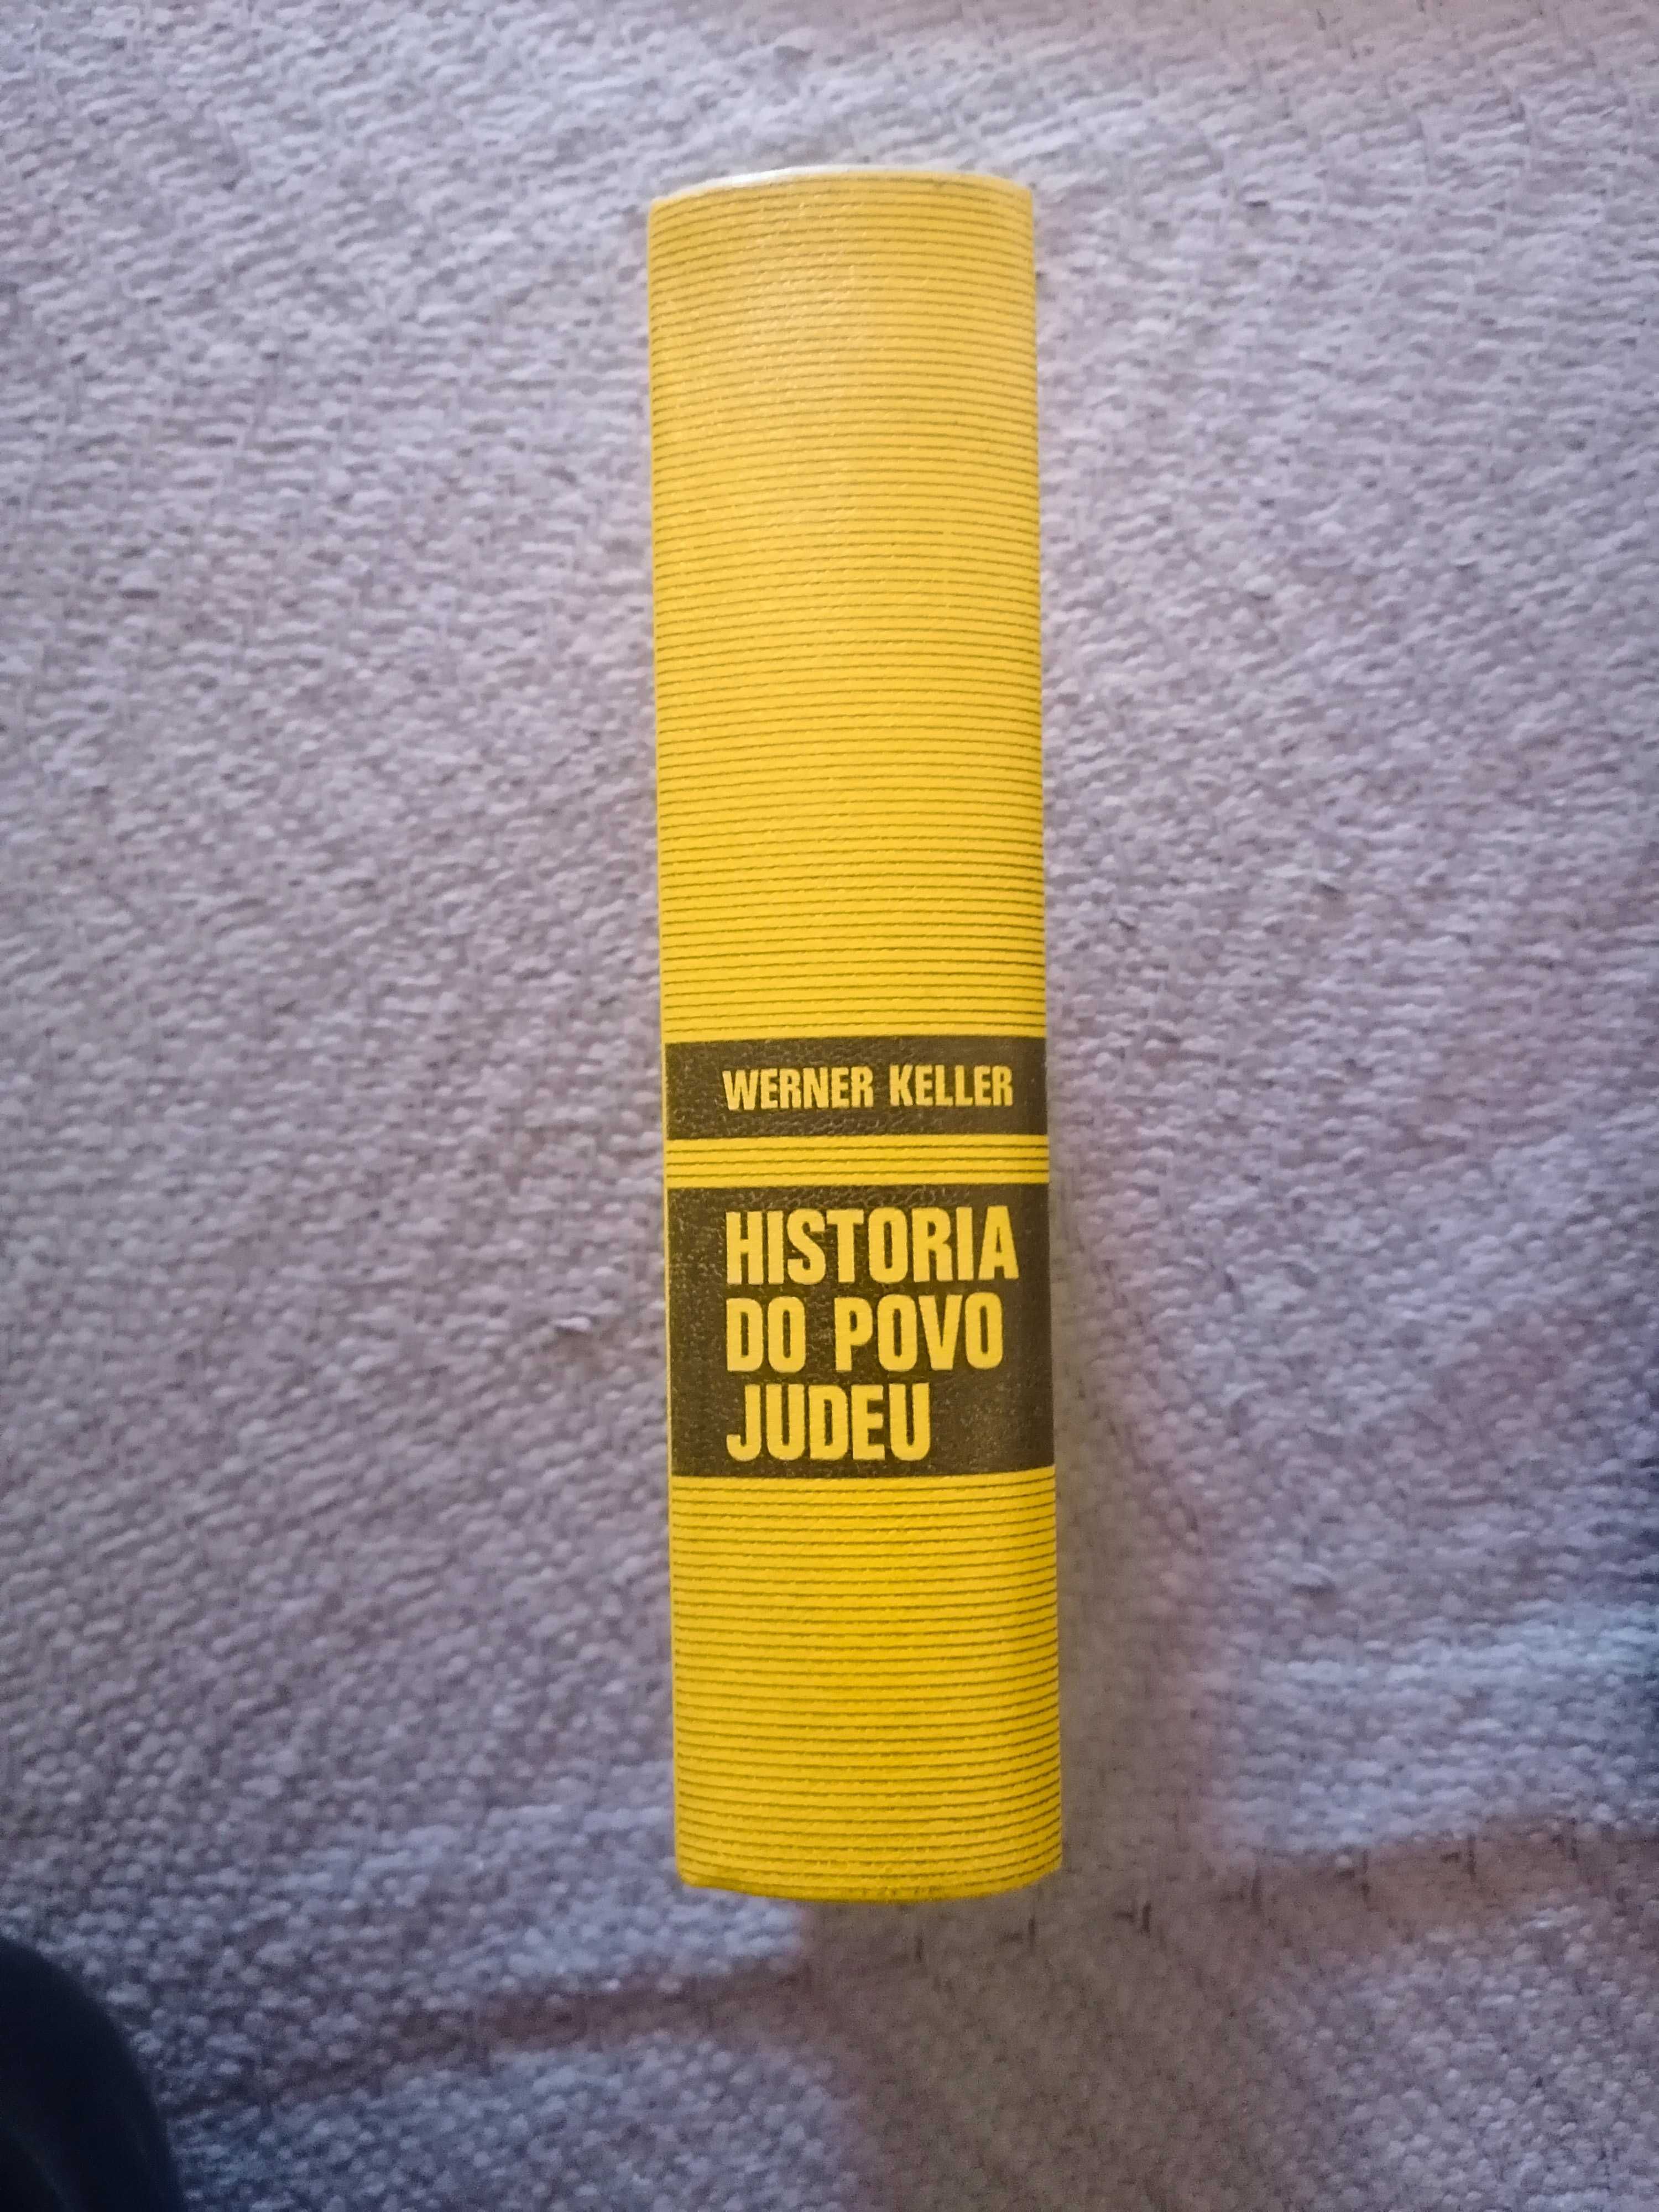 WERNER KELLER
HISTORIA
DO POVO
JUDEU